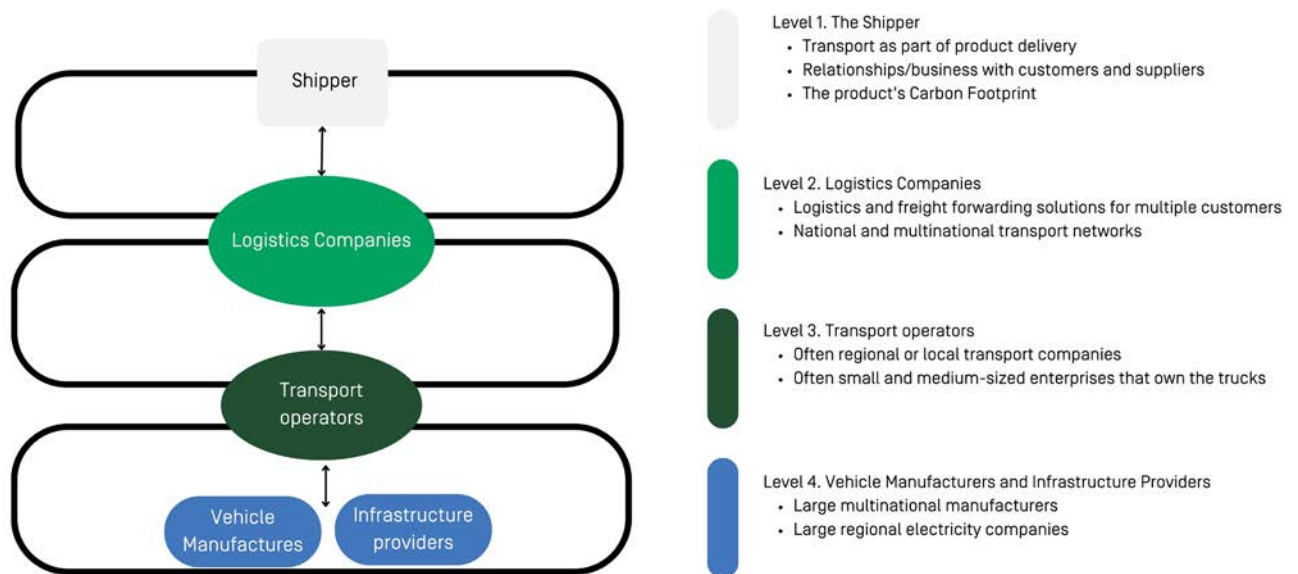 Shipper
Logistics Companies
Transport
operators
Vehicle
Manufactures
Infrastructure
providers
Level 1. The Shipper
• Transport as part of product delivery
• Relationships/business with customers and suppliers
• The product's Carbon Footprint
Level 2. Logistics Companies
• Logistics and freight forwarding solutions for multiple customers
• National and multinational transport networks
Level 3. Transport operators
• Often regional or local transport companies
• Often small and medium-sized enterprises that own the trucks
Level 4. Vehicle Manufacturers and Infrastructure Providers
• Large multinational manufacturers
• Large regional electricity companies